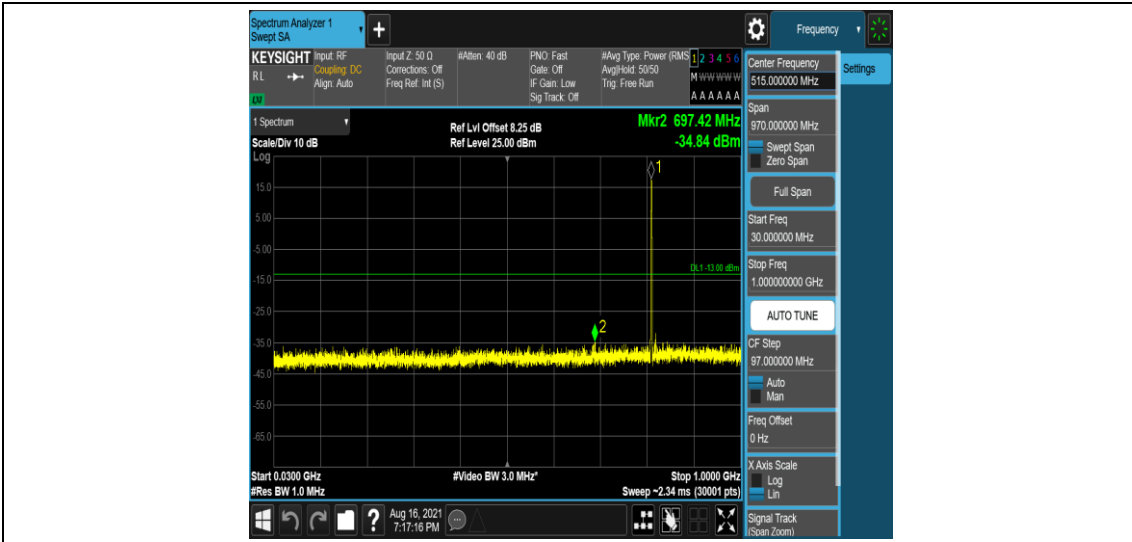 Spectrum Analyzer 1
Swept SA
+
Frequency
KEYSIGHT
RL
LXI
Input: RF
Coupling: DC
Align: Auto
Input Z: 50 Ω
Corrections: Off
Freq Ref: Int (S)
#Atten: 40 dB
PNO: Fast
Gate: Off
IF Gain: Low
Sig Track: Off
#Avg Type: Power (RMS
Avg|Hold: 50/50
Trig: Free Run
1 2 3 4 5 6
M W W W W W
A A A A A A
1 Spectrum
Scale/Div 10 dB
Ref Lvl Offset 8.25 dB
Ref Level 25.00 dBm
Mkr2 697.42 MHz
-34.84 dBm
Log
1
15.0
5.00
-5.00
DL1 -13.00 dBm
-15.0
-25.0
2
-35.0
-45.0
-55.0
-65.0
Start 0.0300 GHz
#Video BW 3.0 MHz*
Stop 1.0000 GHz
#Res BW 1.0 MHz
Sweep ~2.34 ms (30001 pts)
?
Aug 16, 2021
7:17:16 PM
Center Frequency
515.000000 MHz
Settings
Span
970.000000 MHz
Swept Span
Zero Span
Full Span
Start Freq
30.000000 MHz
Stop Freq
1.000000000 GHz
AUTO TUNE
CF Step
97.000000 MHz
Auto
Man
Freq Offset
0 Hz
X Axis Scale
Log
Lin
Signal Track
(Span Zoom)